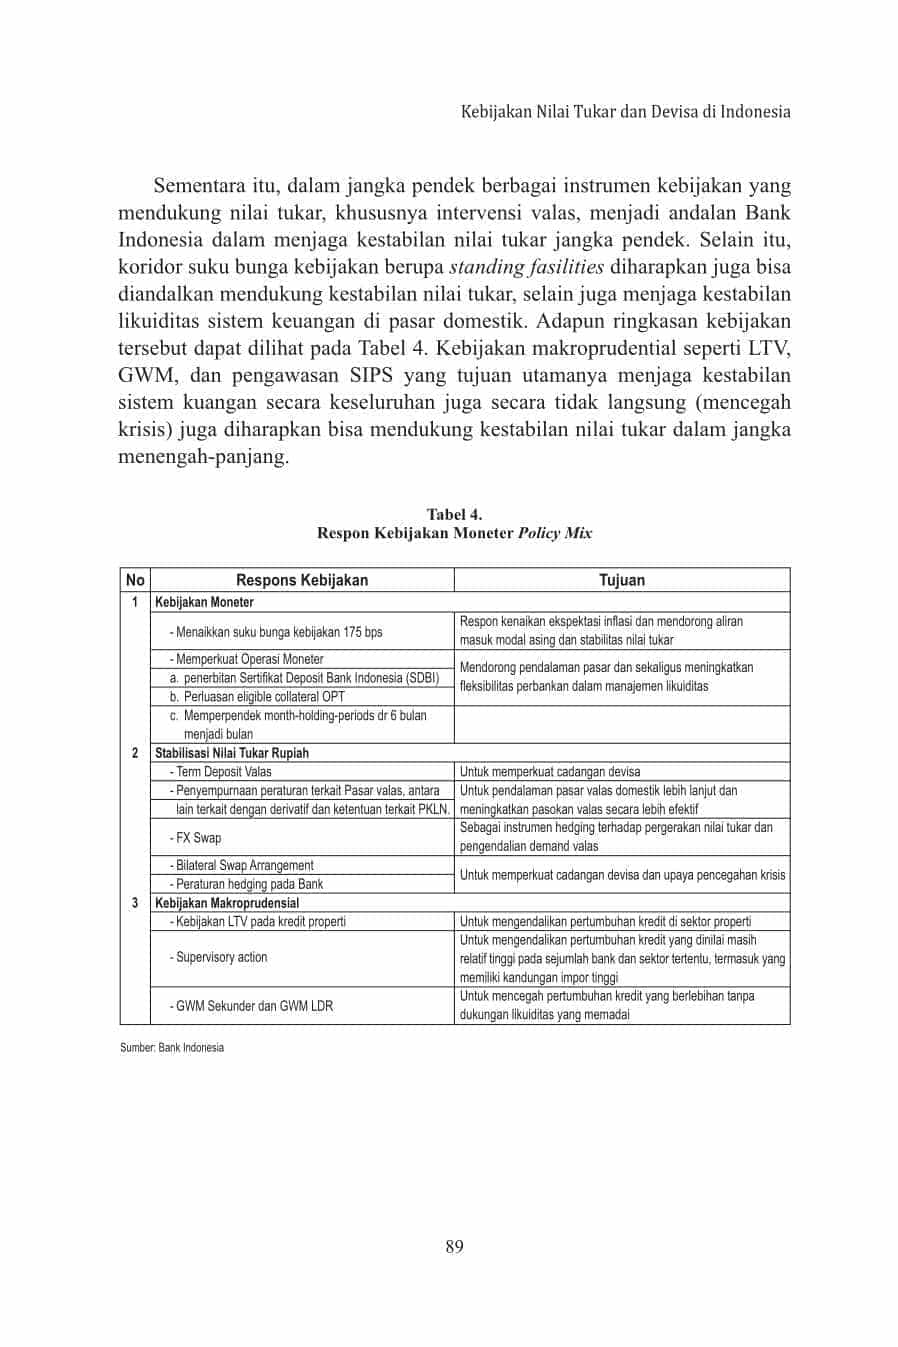 Kebijakan Nilai Tukar dan Devisa di Indonesia
Sementara itu, dalam jangka pendek berbagai instrumen kebijakan yang
mendukung nilai tukar, khususnya intervensi valas, menjadi andalan Bank
Indonesia dalam menjaga kestabilan nilai tukar jangka pendek. Selain itu,
koridor suku bunga kebijakan berupa standing fasilities diharapkan juga bisa
diandalkan mendukung kestabilan nilai tukar, selain juga menjaga kestabilan
likuiditas sistem keuangan di pasar domestik. Adapun ringkasan kebijakan
tersebut dapat dilihat pada Tabel 4. Kebijakan makroprudential seperti LTV,
GWM, dan pengawasan SIPS yang tujuan utamanya menjaga kestabilan
sistem kuangan secara keseluruhan juga secara tidak langsung (mencegah
krisis) juga diharapkan bisa mendukung kestabilan nilai tukar dalam jangka
menengah-panjang.
Tabel 4.
Respon Kebijakan Moneter Policy Mix
No Respons Kebijakan Tujuan
1 Kebijakan Moneter
- Menaikkan suku bunga kebijakan 175 bps
Respon kenaikan ekspektasi inflasi dan mendorong aliran
masuk modal asing dan stabilitas nilai tukar
- Memperkuat Operasi Moneter
a. penerbitan Sertifikat Deposit Bank Indonesia (SDBI)
b. Perluasan eligible collateral OPT
Mendorong pendalaman pasar dan sekaligus meningkatkan
fleksibilitas perbankan dalam manajemen likuiditas
c. Memperpendek month-holding-periods dr 6 bulan
menjadi bulan
2 Stabilisasi Nilai Tukar Rupiah
- Term Deposit Valas Untuk memperkuat cadangan devisa
- Penyempurnaan peraturan terkait Pasar valas, antara
lain terkait dengan derivatif dan ketentuan terkait PKLN.
Untuk pendalaman pasar valas domestik lebih lanjut dan
meningkatkan pasokan valas secara lebih efektif
- FX Swap
Sebagai instrumen hedging terhadap pergerakan nilai tukar dan
pengendalian demand valas
- Bilateral Swap Arrangement
- Peraturan hedging pada Bank
Untuk memperkuat cadangan devisa dan upaya pencegahan krisis
3 Kebijakan Makroprudensial
- Kebijakan LTV pada kredit properti Untuk mengendalikan pertumbuhan kredit di sektor properti
- Supervisory action
Untuk mengendalikan pertumbuhan kredit yang dinilai masih
relatif tinggi pada sejumlah bank dan sektor tertentu, termasuk yang
memiliki kandungan impor tinggi
- GWM Sekunder dan GWM LDR
Untuk mencegah pertumbuhan kredit yang berlebihan tanpa
dukungan likuiditas yang memadai
Sumber: Bank Indonesia
89